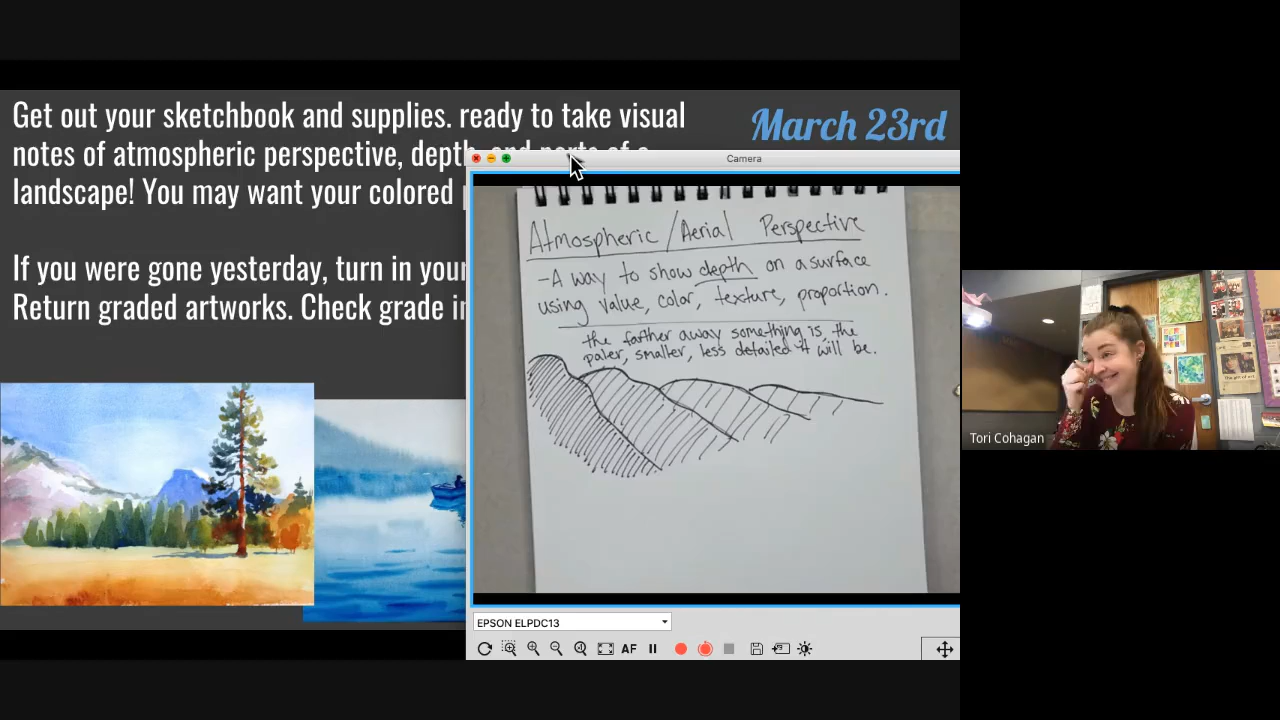 Get out your sketchbook and supplies. ready to take visual
notes of atmospheric perspective, depth, and parts of a
landscape! You may want your colored
If you were gone yesterday, turn in your
Return graded artworks. Check grade
March 23rd
Camera
Atmospheric/Aerial Perspective
-A way to show depth on a surface
using value, color, texture, proportion.
the farther away something is, the
paler, smaller, less detailed it will be.
EPSON ELPDC13
AF
Tori Cohagan